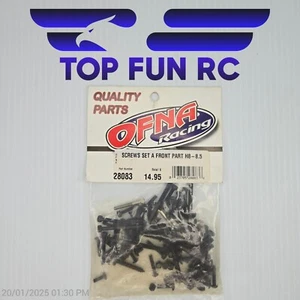 TOP FUN RC
QUALITY
PARTS
OFNA
Racing
SCREWS SET A FRONT PART HB-8.5
28083
14.95
20/01/2025 01:30 PM